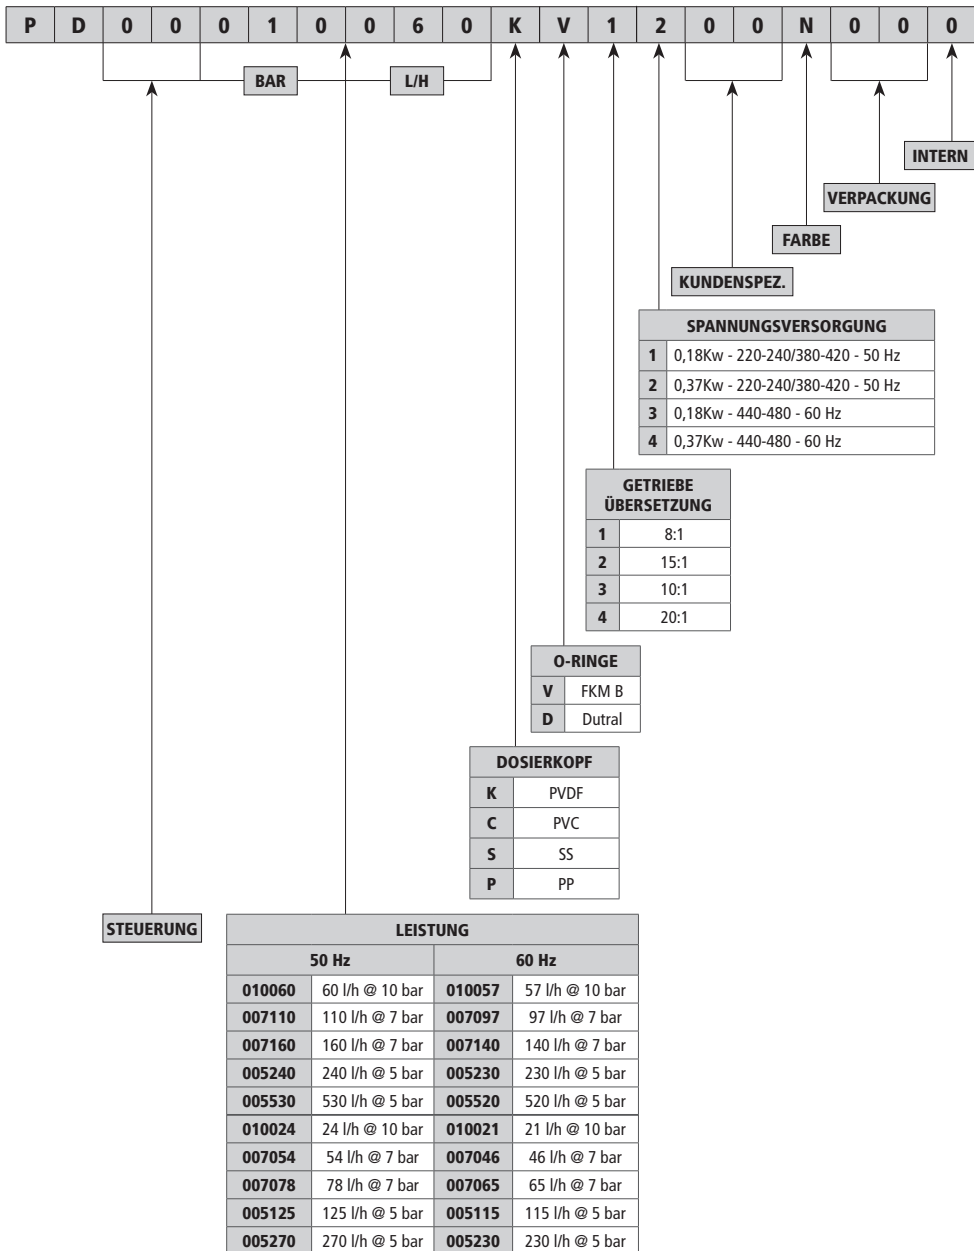 P D 0 0 0 1 0 0 6 0 K V 1 2 0 0 N 0 0 0
BAR L/H
INTERN
VERPACKUNG
FARBE
KUNDENSPEZ.
SPANNUNGSVERSORGUNG
1 0,18Kw - 220-240/380-420 - 50 Hz
2 0,37Kw - 220-240/380-420 - 50 Hz
3 0,18Kw - 440-480 - 60 Hz
4 0,37Kw - 440-480 - 60 Hz
GETRIEBE
ÜBERSETZUNG
1 8:1
2 15:1
3 10:1
4 20:1
O-RINGE
V FKM B
D Dutral
DOSIERKOPF
K PVDF
C PVC
S SS
P PP
STEUERUNG
LEISTUNG
50 Hz 60 Hz
010060 60 l/h @ 10 bar 010057 57 l/h @ 10 bar
007110 110 l/h @ 7 bar 007097 97 l/h @ 7 bar
007160 160 l/h @ 7 bar 007140 140 l/h @ 7 bar
005240 240 l/h @ 5 bar 005230 230 l/h @ 5 bar
005530 530 l/h @ 5 bar 005520 520 l/h @ 5 bar
010024 24 l/h @ 10 bar 010021 21 l/h @ 10 bar
007054 54 l/h @ 7 bar 007046 46 l/h @ 7 bar
007078 78 l/h @ 7 bar 007065 65 l/h @ 7 bar
005125 125 l/h @ 5 bar 005115 115 l/h @ 5 bar
005270 270 l/h @ 5 bar 005230 230 l/h @ 5 bar